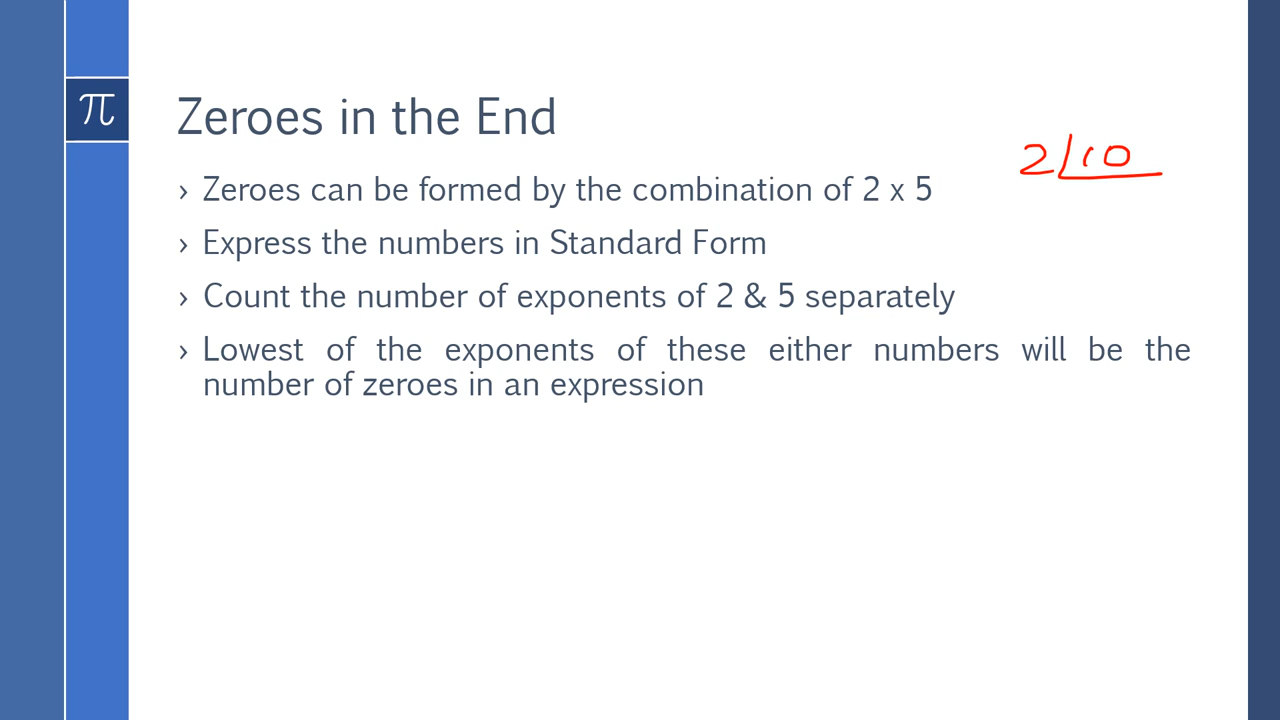 π
Zeroes in the End
2 10
› Zeroes can be formed by the combination of 2 x 5
› Express the numbers in Standard Form
› Count the number of exponents of 2 & 5 separately
› Lowest of the exponents of these either numbers will be the
number of zeroes in an expression